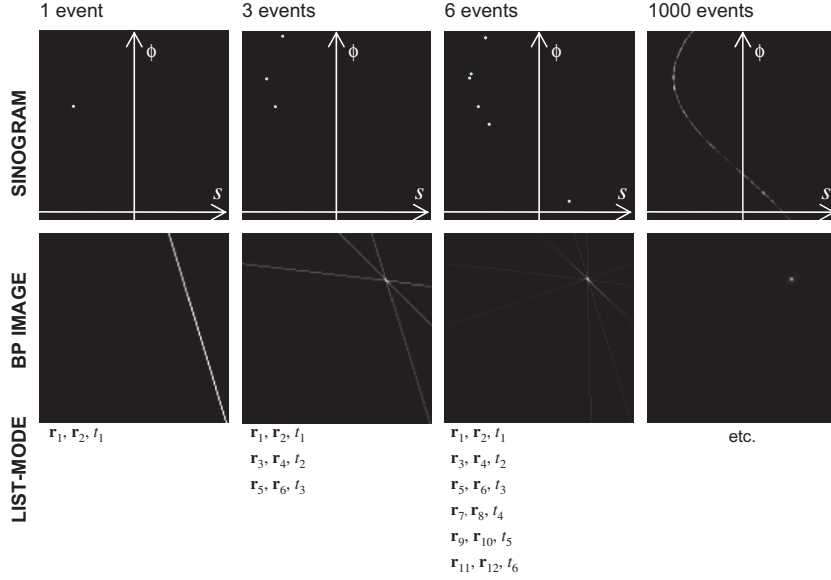 1 event 3 events 6 events 1000 events
SINOGRAM
ϕ ϕ ϕ ϕ
s s s s
BP IMAGE
LIST-MODE
r1, r2, t1 r1, r2, t1 r1, r2, t1 etc.
r3, r4, t2 r3, r4, t2
r5, r6, t3 r5, r6, t3
r7, r8, t4
r9, r10, t5
r11, r12, t6